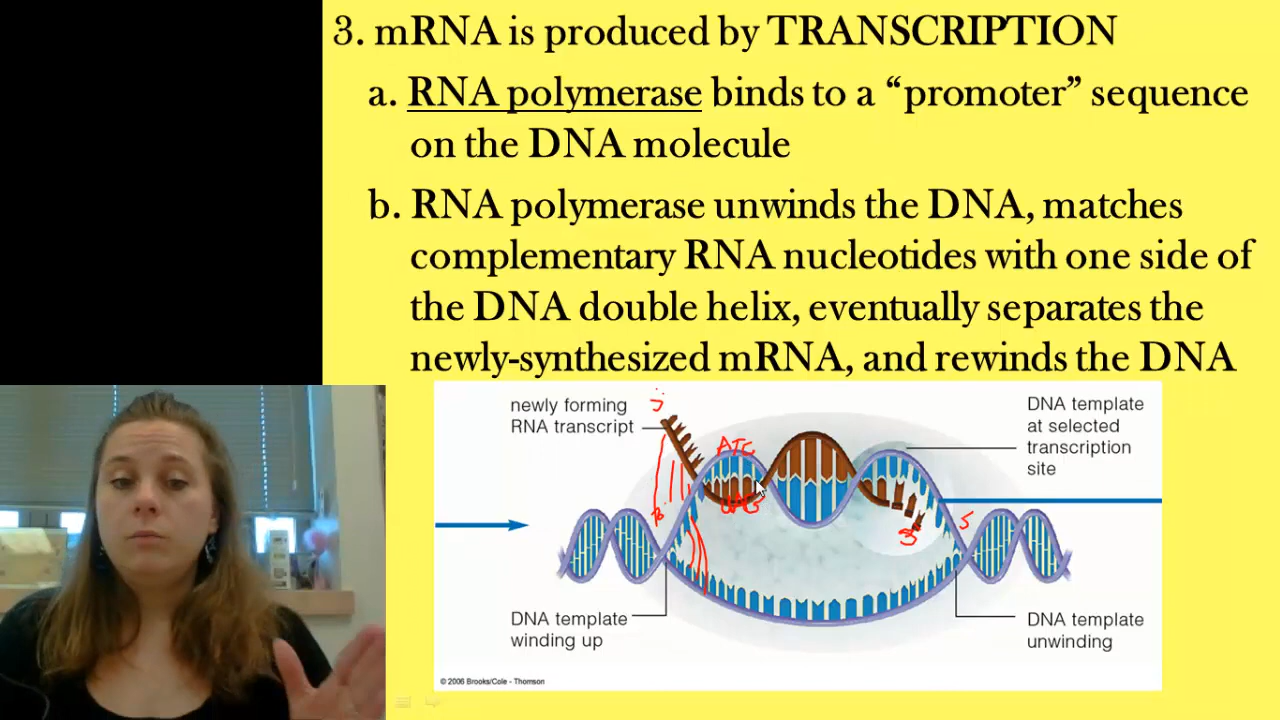 3. mRNA is produced by TRANSCRIPTION
a. RNA polymerase binds to a “promoter” sequence
on the DNA molecule
b. RNA polymerase unwinds the DNA, matches
complementary RNA nucleotides with one side of
the DNA double helix, eventually separates the
newly-synthesized mRNA, and rewinds the DNA
newly forming
RNA transcript
DNA template
at selected
transcription
site
ATC
UAG
3'
5
DNA template
winding up
DNA template
unwinding
© 2006 Brooks/Cole - Thomson